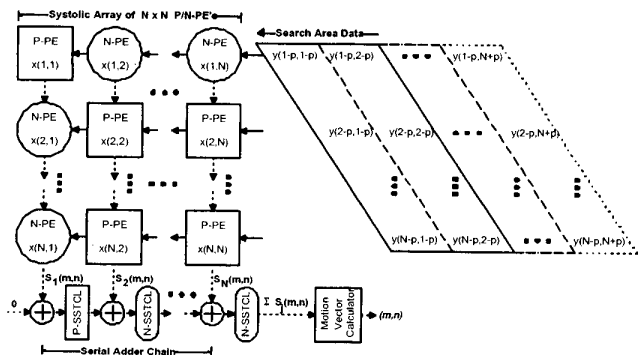 Systolic Array of N x N P/N-PE'
Search Area Data
P-PE x(1,1)
N-PE x(1,2)
N-PE x(1,N)
y(1-p,1-p) y(1-p,2-p) y(1-p,N+p)
N-PE x(2,1)
P-PE x(2,2)
P-PE x(2,N)
y(2-p,1-p) y(2-p,2-p) y(2-p,N+p)
N-PE x(N,1)
P-PE x(N,2)
P-PE x(N,N)
y(N-p,1-p) y(N-p,2-p) y(N-p,N+p)
S1(m,n) S2(m,n) SN(m,n)
0
P-SSTCL
N-SSTCL
N-SSTCL
Σ Si(m,n)
Motion Vector Calculator
(m,n)
Serial Adder Chain